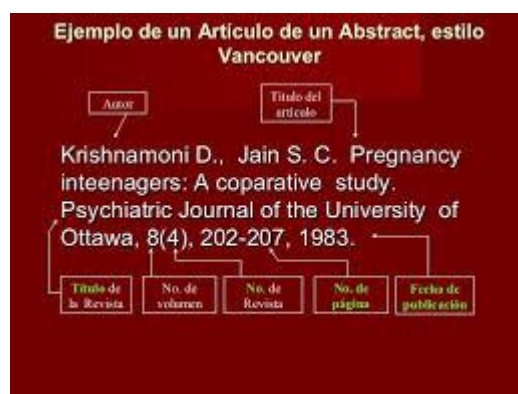 Ejemplo de un Artículo de un Abstract, estilo
Vancouver
Autor
Titulo del
articulo
Krishnamoni D., Jain S. C. Pregnancy
inteenagers: A coparative study.
Psychiatric Journal of the University of
Ottawa, 8(4), 202-207, 1983.
Título de
la Revista
No. de
volumen
No. de
Revista
No. de
página
Fecha de
publicación